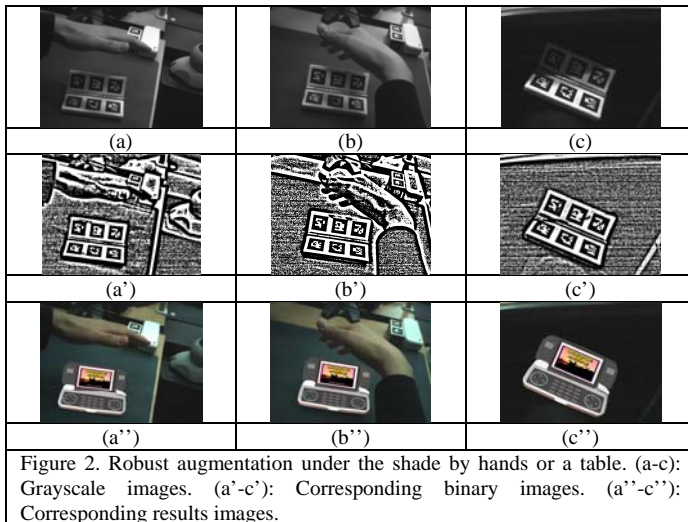 (a) (b) (c)
(a’) (b’) (c’)
(a’’) (b’’) (c’’)
Figure 2. Robust augmentation under the shade by hands or a table. (a-c):
Grayscale images. (a’-c’): Corresponding binary images. (a’’-c’’):
Corresponding results images.